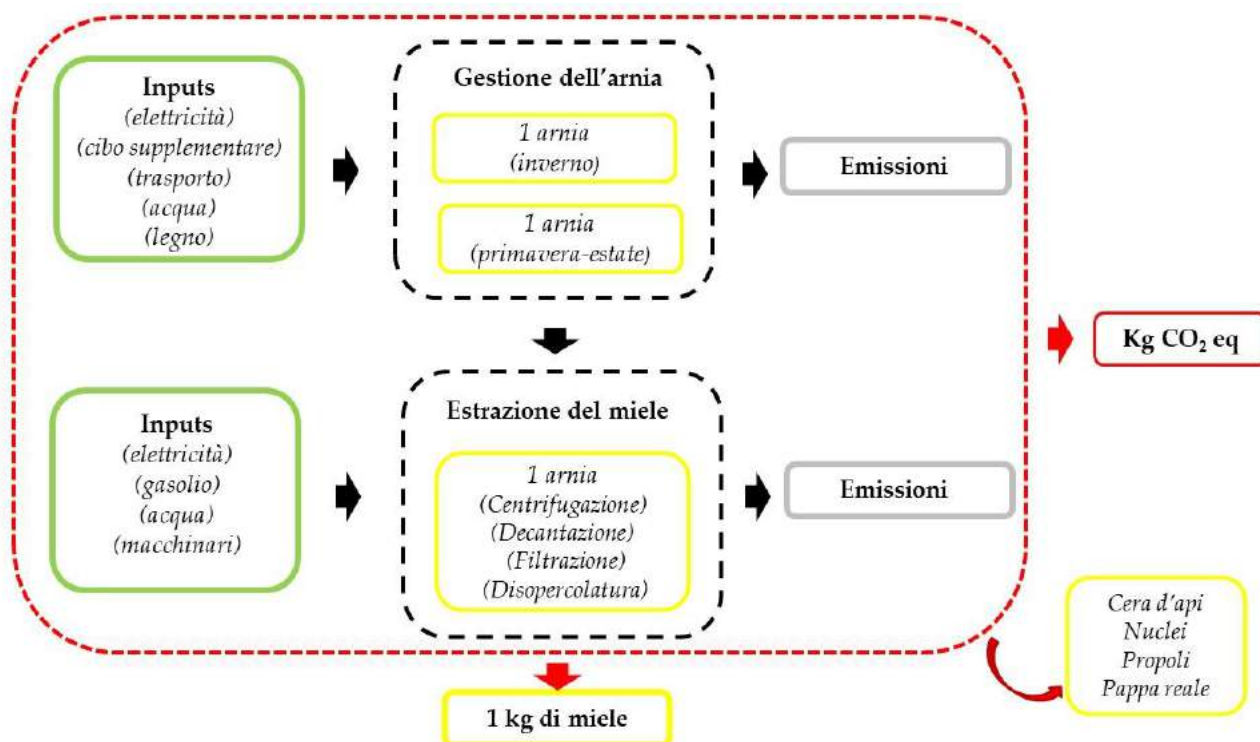 Inputs
(elettricità)
(cibo supplementare)
(trasporto)
(acqua)
(legno)
Gestione dell'arnia
1 arnia
(inverno)
1 arnia
(primavera-estate)
Emissioni
Kg CO₂ eq
Inputs
(elettricità)
(gasolio)
(acqua)
(macchinari)
Estrazione del miele
1 arnia
(Centrifugazione)
(Decantazione)
(Filtrazione)
(Disopercolatura)
Emissioni
Cera d'api
Nuclei
Propoli
Pappa reale
1 kg di miele